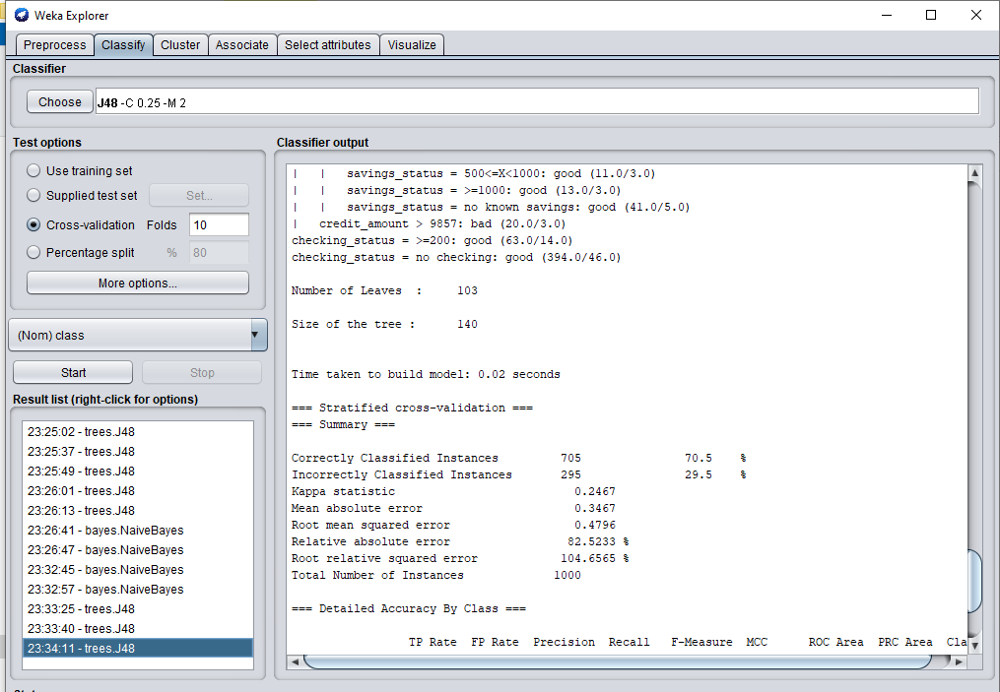 Weka Explorer
Preprocess Classify Cluster Associate Select attributes Visualize
Classifier
Choose J48 -C 0.25 -M 2
Test options
Use training set
Supplied test set Set...
Cross-validation Folds 10
Percentage split % 80
More options...
(Nom) class
Start Stop
Result list (right-click for options)
23:25:02 - trees.J48
23:25:37 - trees.J48
23:25:49 - trees.J48
23:26:01 - trees.J48
23:26:13 - trees.J48
23:26:41 - bayes.NaiveBayes
23:26:47 - bayes.NaiveBayes
23:32:45 - bayes.NaiveBayes
23:32:57 - bayes.NaiveBayes
23:33:25 - trees.J48
23:33:40 - trees.J48
23:34:11 - trees.J48
Classifier output
| | savings_status = 500<=X<1000: good (11.0/3.0)
| | savings_status = >=1000: good (13.0/3.0)
| | savings_status = no known savings: good (41.0/5.0)
| credit_amount > 9857: bad (20.0/3.0)
checking_status = >=200: good (63.0/14.0)
checking_status = no checking: good (394.0/46.0)
Number of Leaves : 103
Size of the tree : 140
Time taken to build model: 0.02 seconds
=== Stratified cross-validation ===
=== Summary ===
Correctly Classified Instances 705 70.5 %
Incorrectly Classified Instances 295 29.5 %
Kappa statistic 0.2467
Mean absolute error 0.3467
Root mean squared error 0.4796
Relative absolute error 82.5233 %
Root relative squared error 104.6565 %
Total Number of Instances 1000
=== Detailed Accuracy By Class ===
TP Rate FP Rate Precision Recall F-Measure MCC ROC Area PRC Area Cla